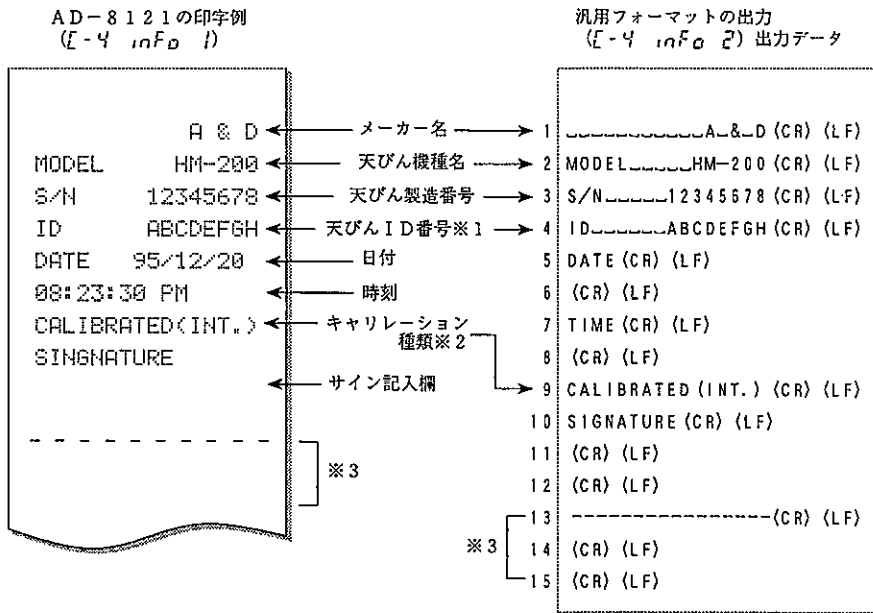 AD-8121の印字例
(E-4 inFo 1)
A & D
MODEL HM-200
S/N 12345678
ID ABCDEFGH
DATE 95/12/20
08:23:30 PM
CALIBRATED(INT.)
SINGNATURE
- - - - - - - - - - - - - -
※3
メーカー名
天びん機種名
天びん製造番号
天びんID番号※1
日付
時刻
キャリレーション
種類※2
サイン記入欄
汎用フォーマットの出力
(E-4 inFo 2) 出力データ
1 ␣␣␣␣␣␣␣␣␣␣␣A␣&␣D (CR) (LF)
2 MODEL␣␣␣␣␣HM-200 (CR) (LF)
3 S/N␣␣␣␣␣12345678 (CR) (LF)
4 ID␣␣␣␣␣␣ABCDEFGH (CR) (LF)
5 DATE (CR) (LF)
6 (CR) (LF)
7 TIME (CR) (LF)
8 (CR) (LF)
9 CALIBRATED (INT.) (CR) (LF)
10 SIGNATURE (CR) (LF)
11 (CR) (LF)
12 (CR) (LF)
13 ---------------- (CR) (LF)
※3
14 (CR) (LF)
15 (CR) (LF)